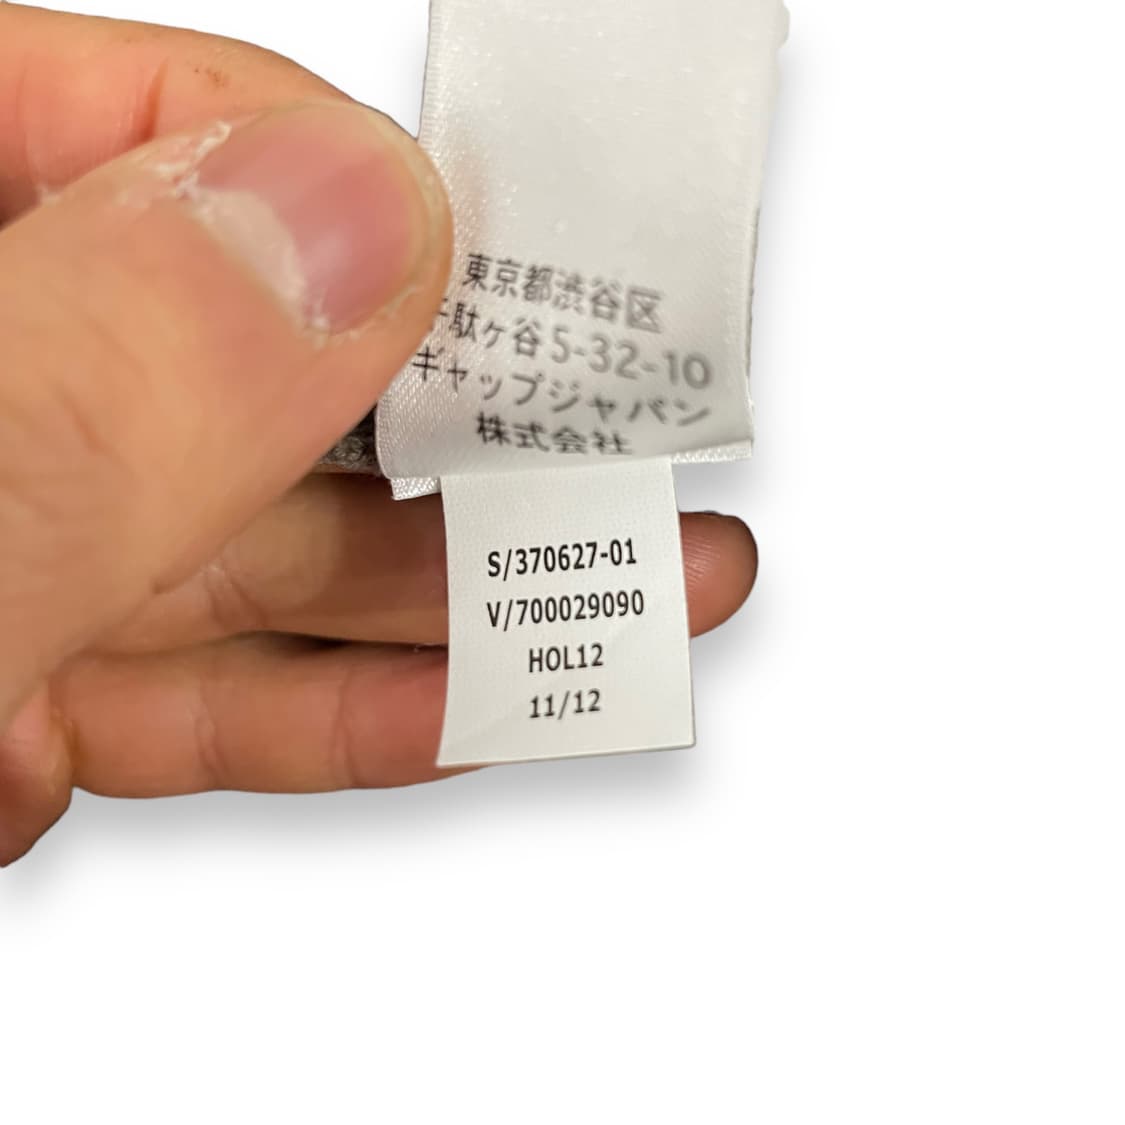 東京都渋谷区
千駄ヶ谷5-32-10
ギャップジャパン
株式会社
S/370627-01
V/700029090
HOL12
11/12